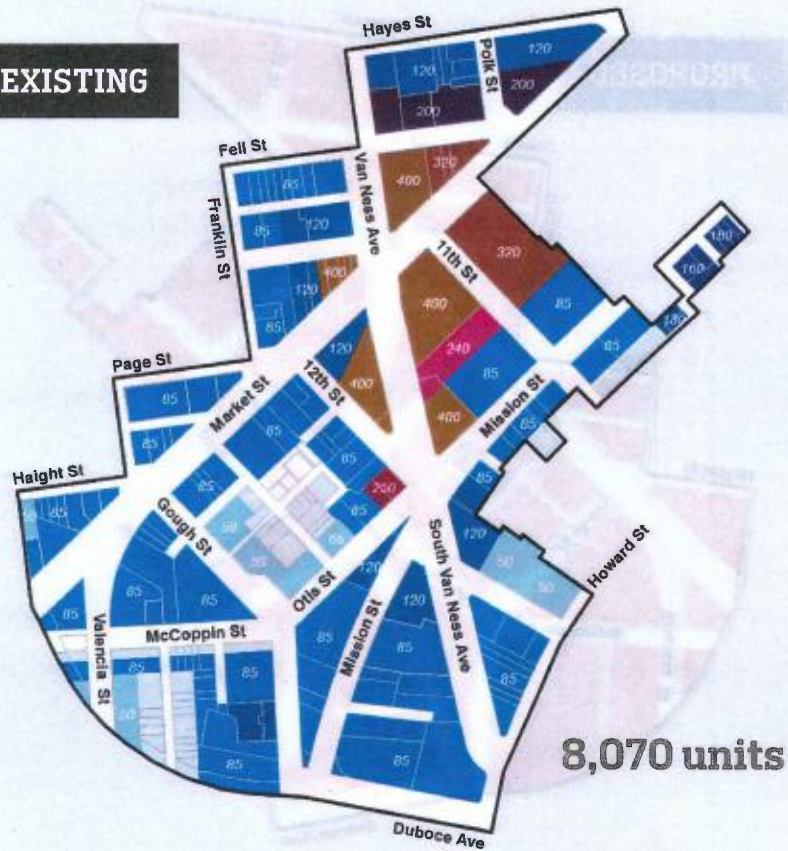 EXISTING
Hayes St
Polk St
120
120
200
200
Fell St
Van Ness Ave
400
320
85
Franklin St
85
120
11th St
320
120
400
85
400
85
240
85
120
400
85
180
160
180
Page St
85
85
Market St
12th St
400
Mission St
85
85
85
85
Haight St
85
85
Gough St
50
200
85
120
South Van Ness Ave
50
50
Howard St
Otis St
120
120
85
85
85
Valencia St
McCoppin St
85
85
85
Mission St
85
85
85
85
8,070 units
Duboce Ave